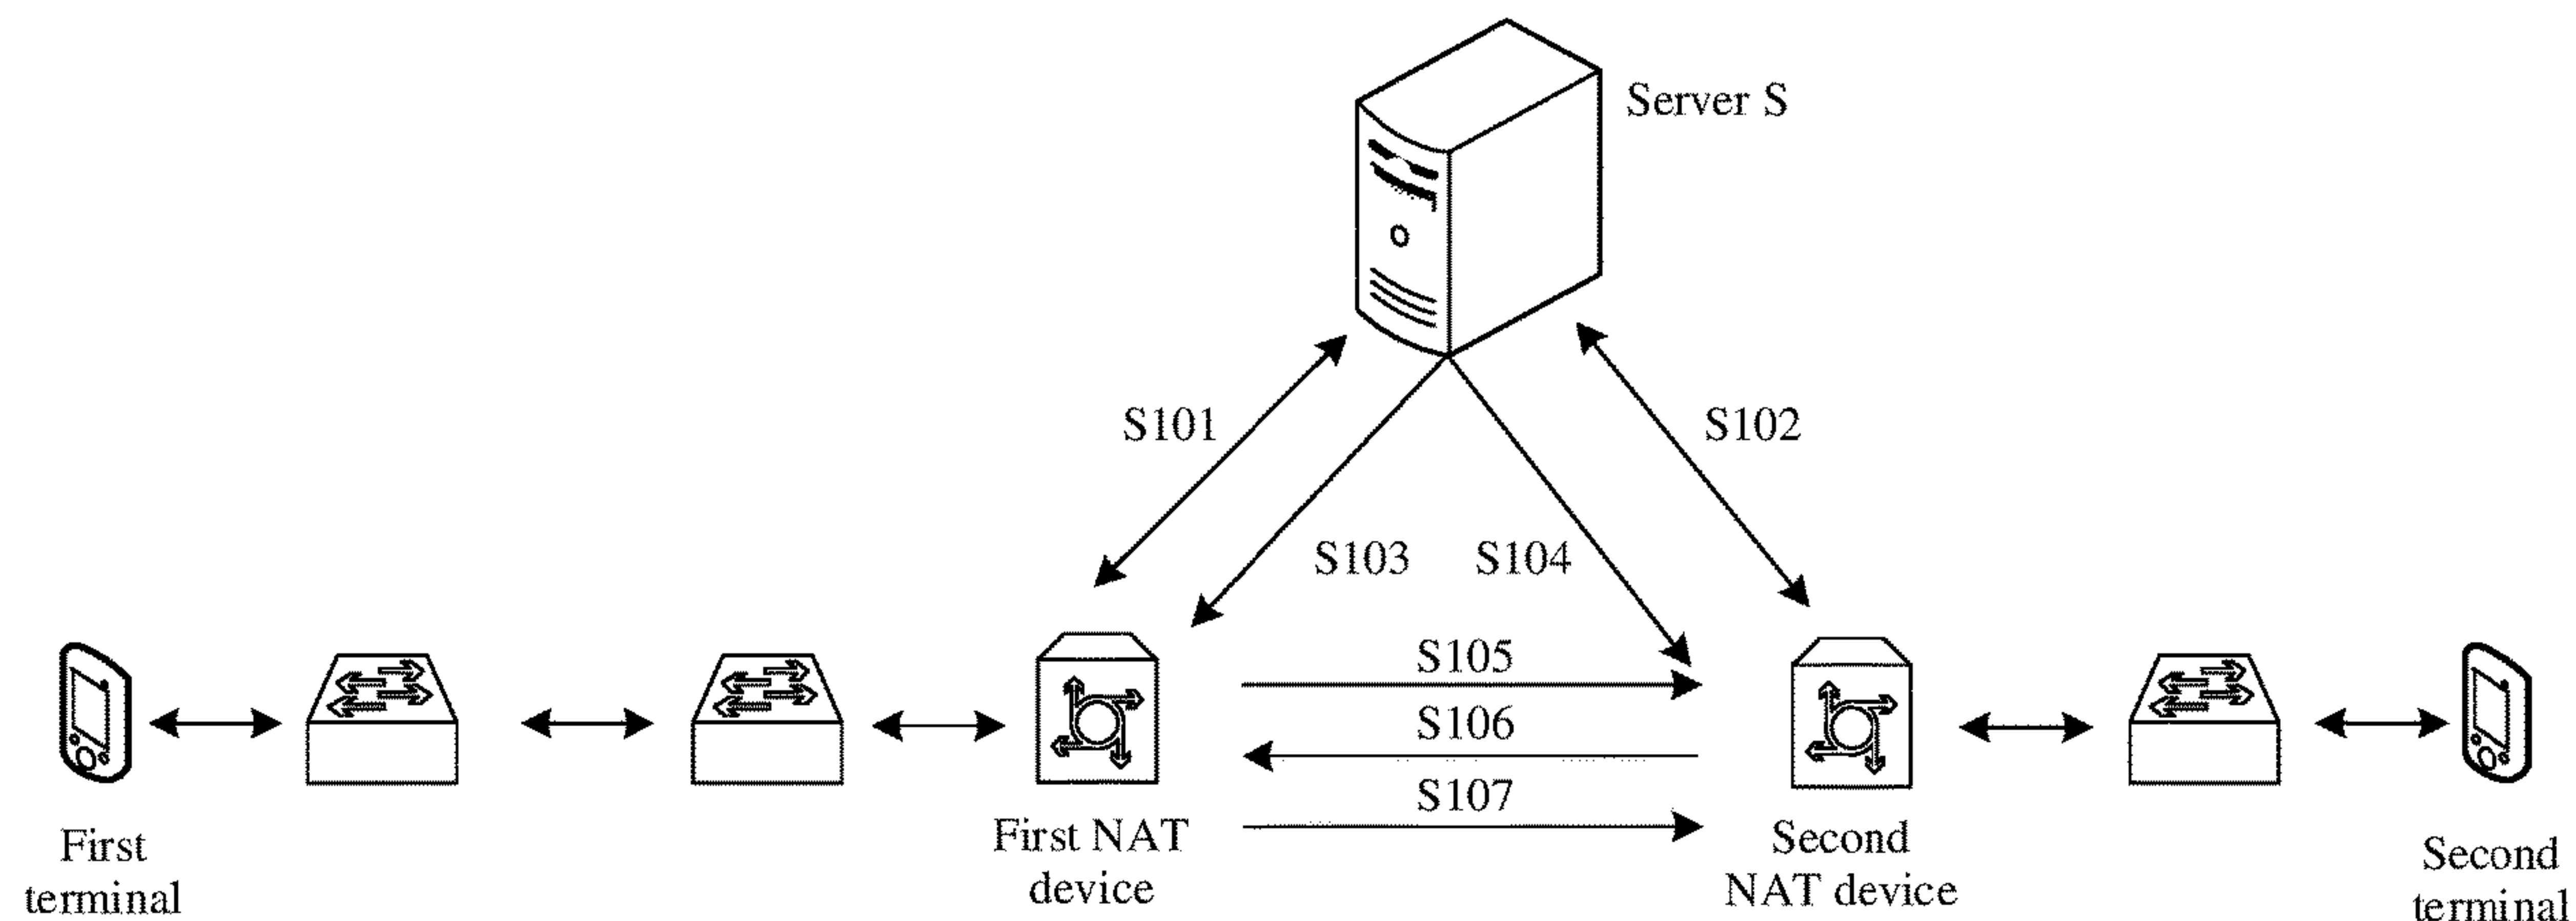 Server S
S101
S102
S103
S104
S105
S106
S107
First
terminal
First NAT
device
Second
NAT device
Second
terminal